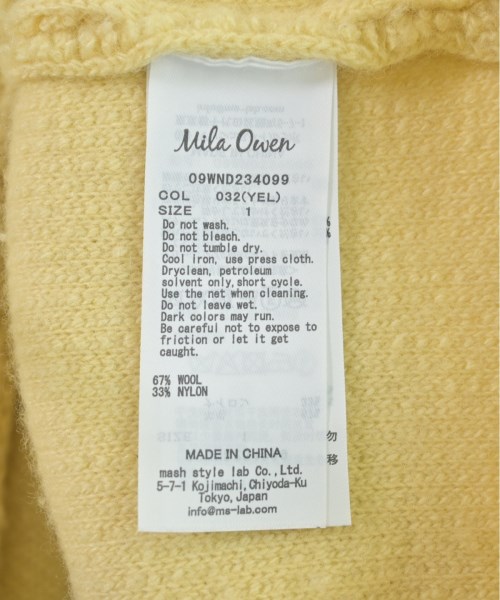 Mila Owen
09WND234099
COL 032(YEL)
SIZE 1
Do not wash.
Do not bleach.
Do not tumble dry.
Cool iron, use press cloth.
Dryclean, petroleum
solvent only, short cycle.
Use the net when cleaning.
Do not leave wet.
Dark colors may run.
Be careful not to expose to
friction or let it get
caught.
67% WOOL
33% NYLON
MADE IN CHINA
mash style lab Co., Ltd.
5-7-1 Kojimachi, Chiyoda-Ku
Tokyo, Japan
info@ms-lab.com